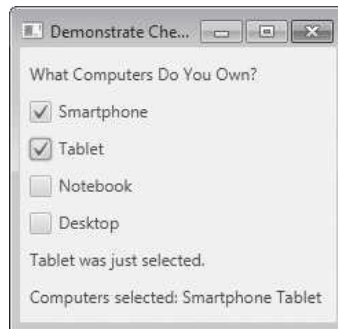 Demonstrate Che...
What Computers Do You Own?
Smartphone
Tablet
Notebook
Desktop
Tablet was just selected.
Computers selected: Smartphone Tablet